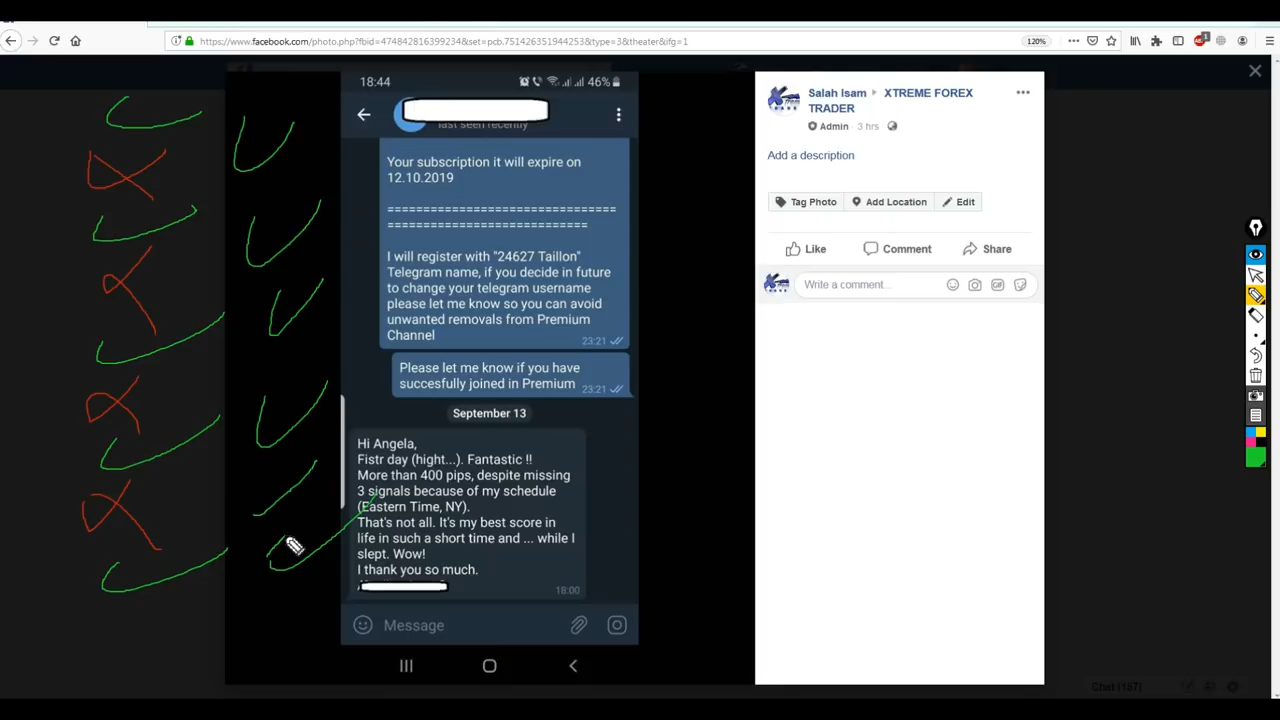 https://www.facebook.com/photo.php?fbid=474842816399234&set=pcb.751426351944253&type=3&theater&ifg=1
120%
1
18:44
46%
last seen recently
Your subscription it will expire on
12.10.2019
================================
============================
I will register with "24627 Taillon"
Telegram name, if you decide in future
to change your telegram username
please let me know so you can avoid
unwanted removals from Premium
Channel
23:21
Please let me know if you have
succesfully joined in Premium
23:21
September 13
Hi Angela,
Fistr day (hight...). Fantastic !!
More than 400 pips, despite missing
3 signals because of my schedule
(Eastern Time, NY).
That's not all. It's my best score in
life in such a short time and ... while I
slept. Wow!
I thank you so much.
18:00
Message
Salah Isam XTREME FOREX
TRADER
Admin 3 hrs
Add a description
Tag Photo
Add Location
Edit
Like
Comment
Share
Write a comment...
GIF
Chat (157)